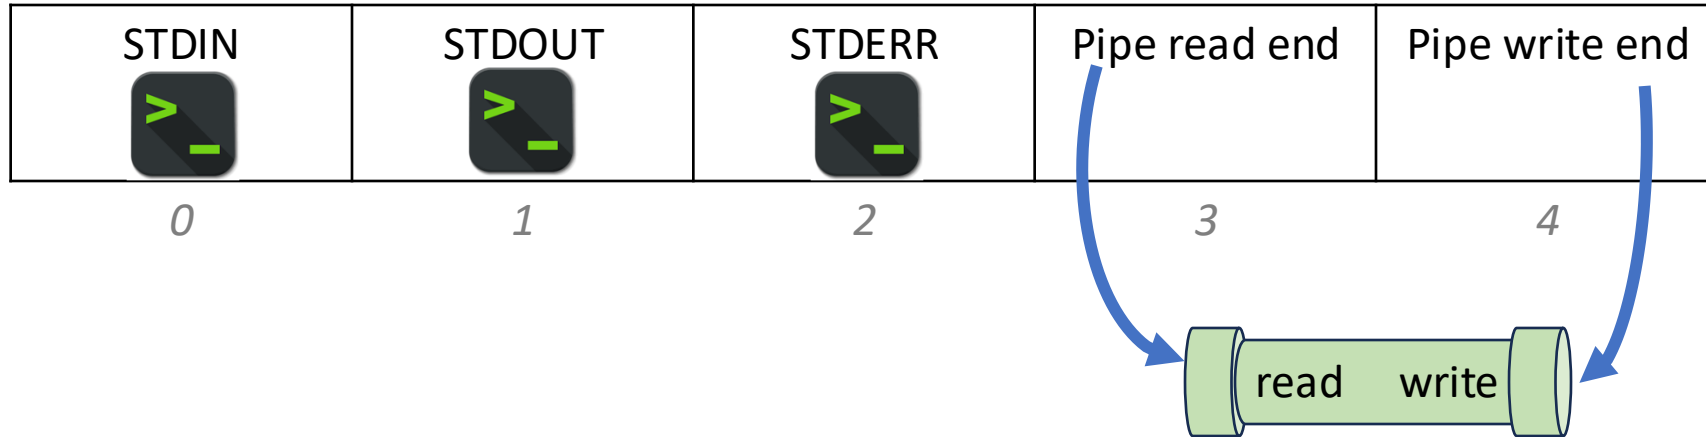 STDIN STDOUT STDERR Pipe read end Pipe write end
>_ >_ >_
0 1 2 3 4
read write